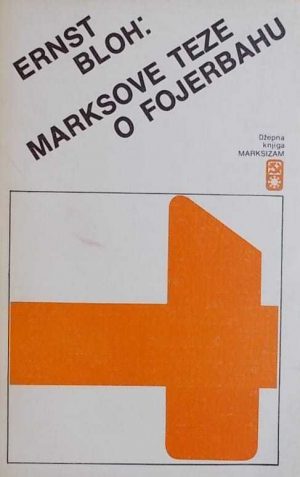 ERNST
BLOH:
MARKSOVE TEZE
O FOJERBAHU
Džepna
knjiga
MARKSIZAM